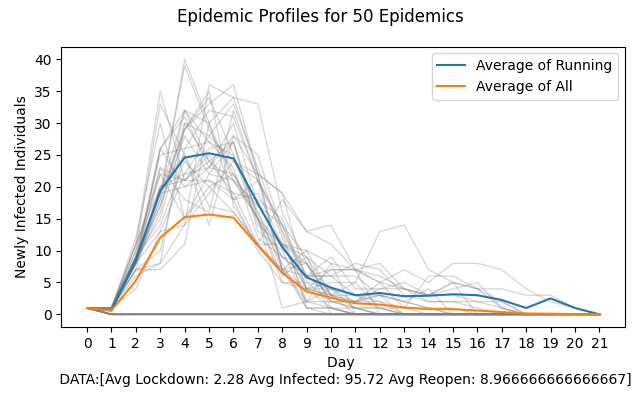 Epidemic Profiles for 50 Epidemics
40
35
30
25
20
15
10
5
0
Newly Infected Individuals
Average of Running
Average of All
0 1 2 3 4 5 6 7 8 9 10 11 12 13 14 15 16 17 18 19 20 21
Day
DATA:[Avg Lockdown: 2.28 Avg Infected: 95.72 Avg Reopen: 8.966666666666667]